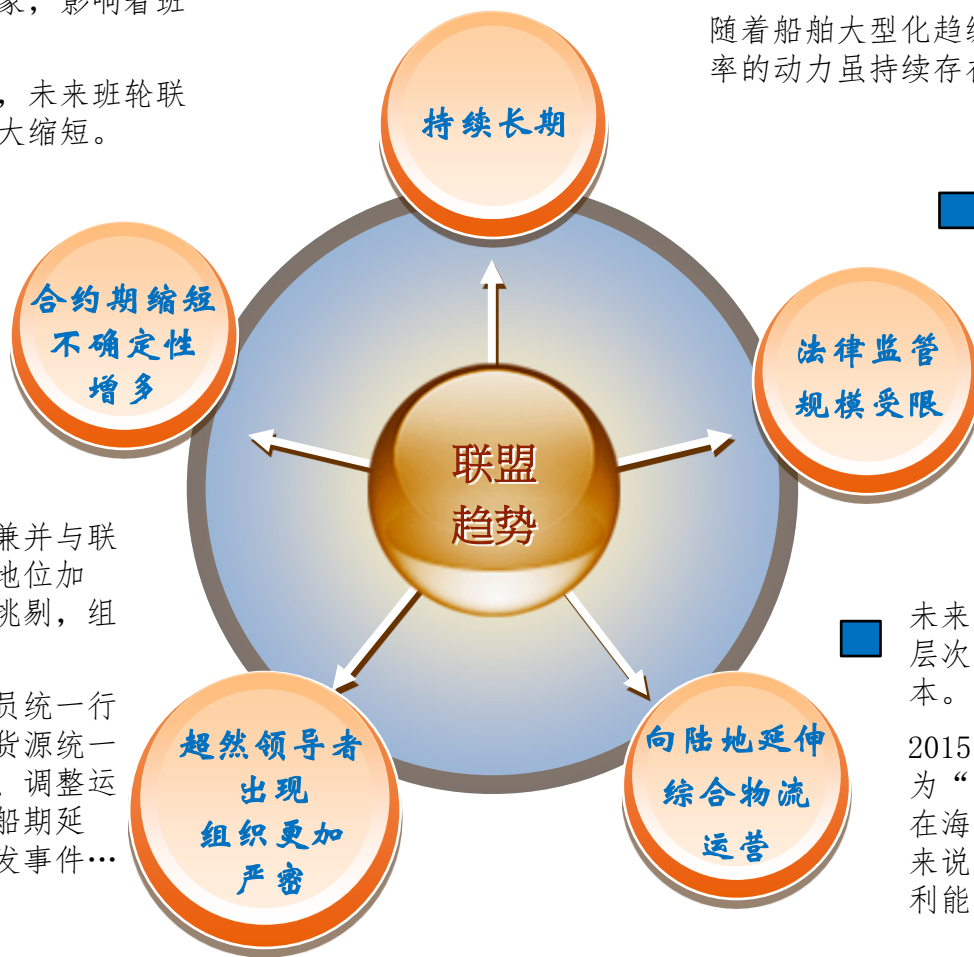 象，影响着班
，未来班轮联
大缩短。
随着船舶大型化趋
率的动力虽持续存
持续长期
合约期缩短
不确定性
增多
法律监管
规模受限
联盟
趋势
兼并与联
地位加
挑剔，组
员统一行
货源统一
调整运
船期延
发事件…
超然领导者
出现
组织更加
严密
向陆地延伸
综合物流
运营
未来
层次
本。
2015
为“
在海
来说
利能